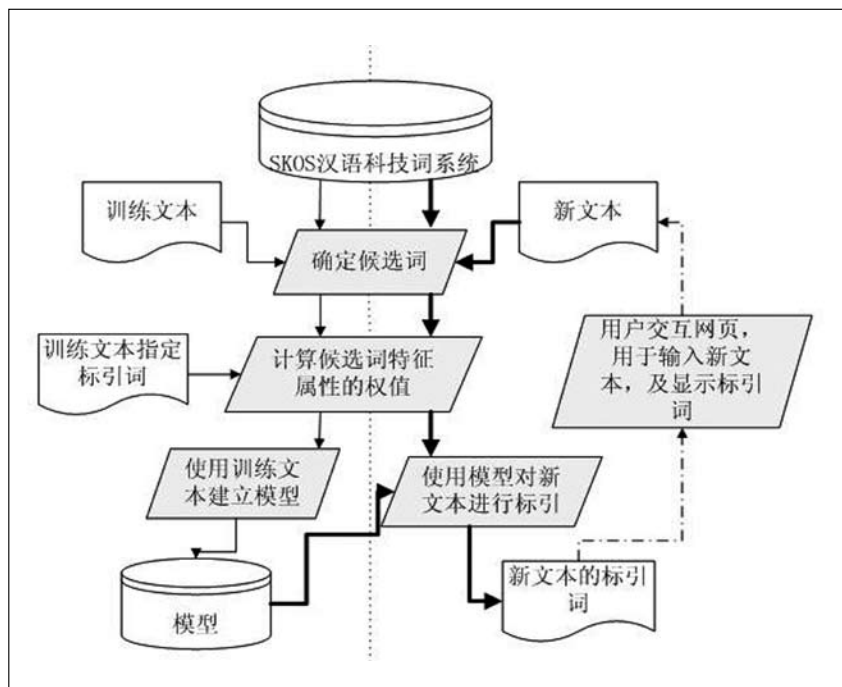 SKOS汉语科技词系统
训练文本
新文本
确定候选词
训练文本指定
标引词
计算候选词特征
属性的权值
用户交互网页，
用于输入新文
本，及显示标引
词
使用训练文
本建立模型
使用模型对新
文本进行标引
模型
新文本的标引
词